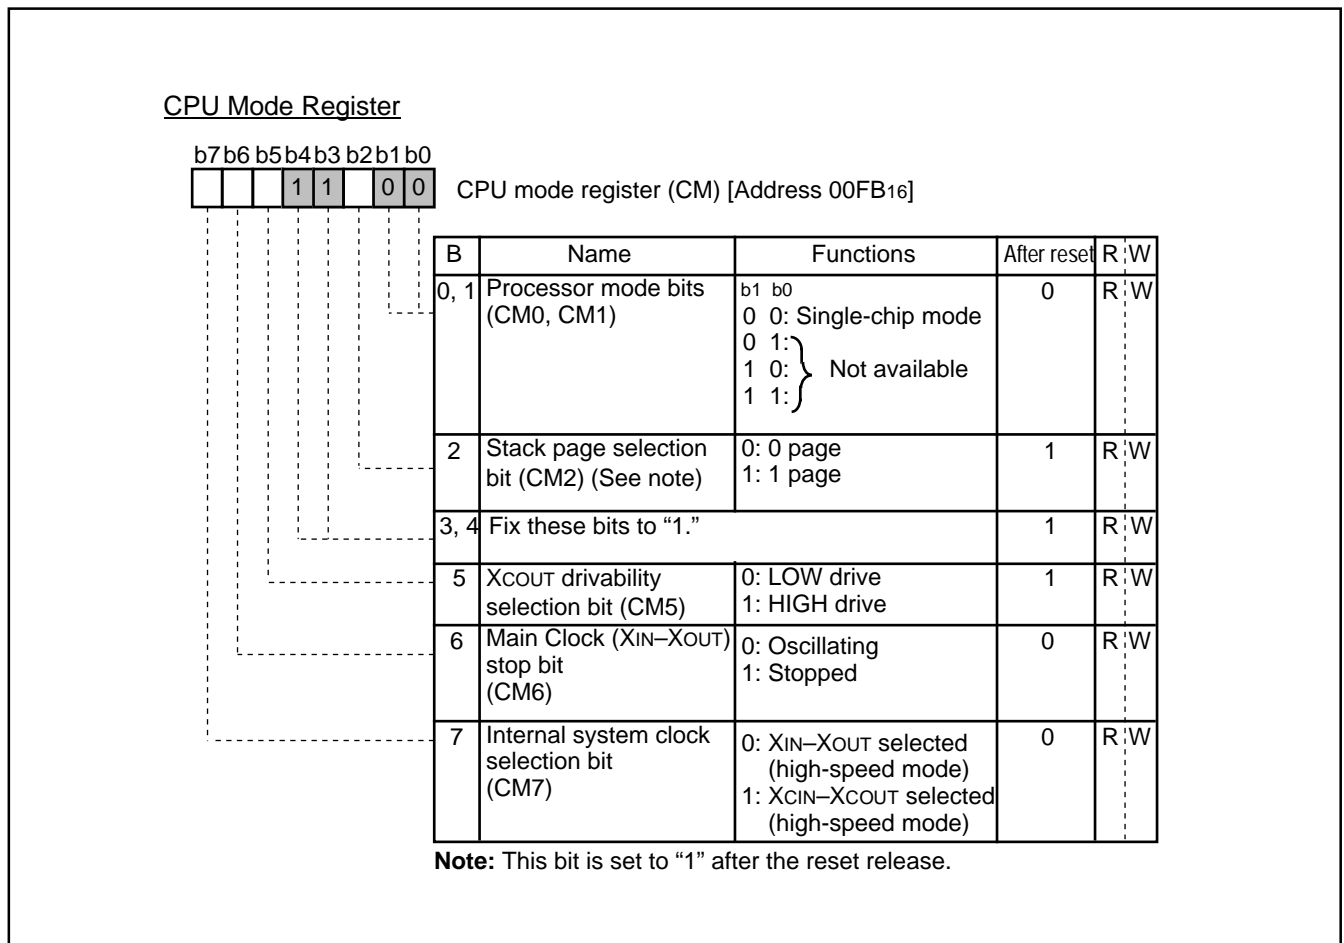 CPU Mode Register
b7 b6 b5 b4 b3 b2 b1 b0
1 1 0 0
CPU mode register (CM) [Address 00FB16]
B Name Functions After reset R W
0, 1 Processor mode bits (CM0, CM1)
b1 b0
0 0: Single-chip mode
0 1:
1 0: Not available
1 1:
0 R W
2 Stack page selection bit (CM2) (See note)
0: 0 page
1: 1 page
1 R W
3, 4 Fix these bits to “1.” 1 R W
5 XCOUT drivability selection bit (CM5)
0: LOW drive
1: HIGH drive
1 R W
6 Main Clock (XIN–XOUT) stop bit (CM6)
0: Oscillating
1: Stopped
0 R W
7 Internal system clock selection bit (CM7)
0: XIN–XOUT selected (high-speed mode)
1: XCIN–XCOUT selected (high-speed mode)
0 R W
Note: This bit is set to “1” after the reset release.